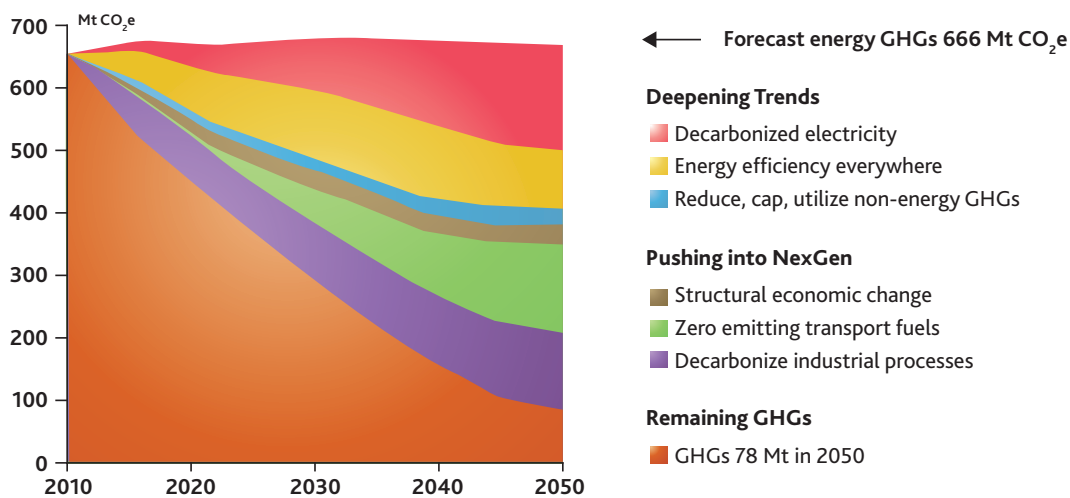 Mt CO2e
700
600
500
400
300
200
100
0
2010 2020 2030 2040 2050
Forecast energy GHGs 666 Mt CO2e
Deepening Trends
Decarbonized electricity
Energy efficiency everywhere
Reduce, cap, utilize non-energy GHGs
Pushing into NexGen
Structural economic change
Zero emitting transport fuels
Decarbonize industrial processes
Remaining GHGs
GHGs 78 Mt in 2050